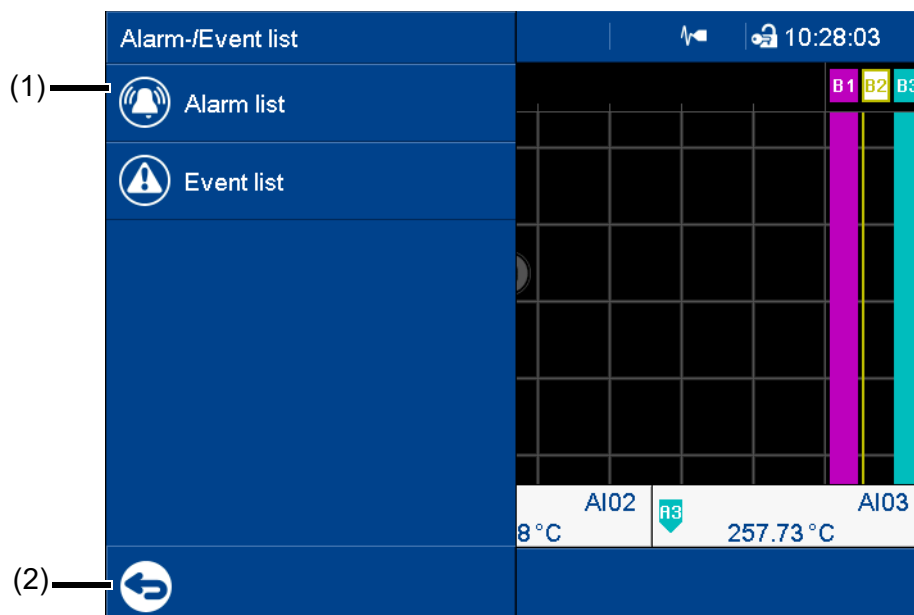 Alarm-/Event list
10:28:03
(1)
Alarm list
B1 B2 B3
Event list
AI02
8 °C
A3
AI03
257.73 °C
(2)